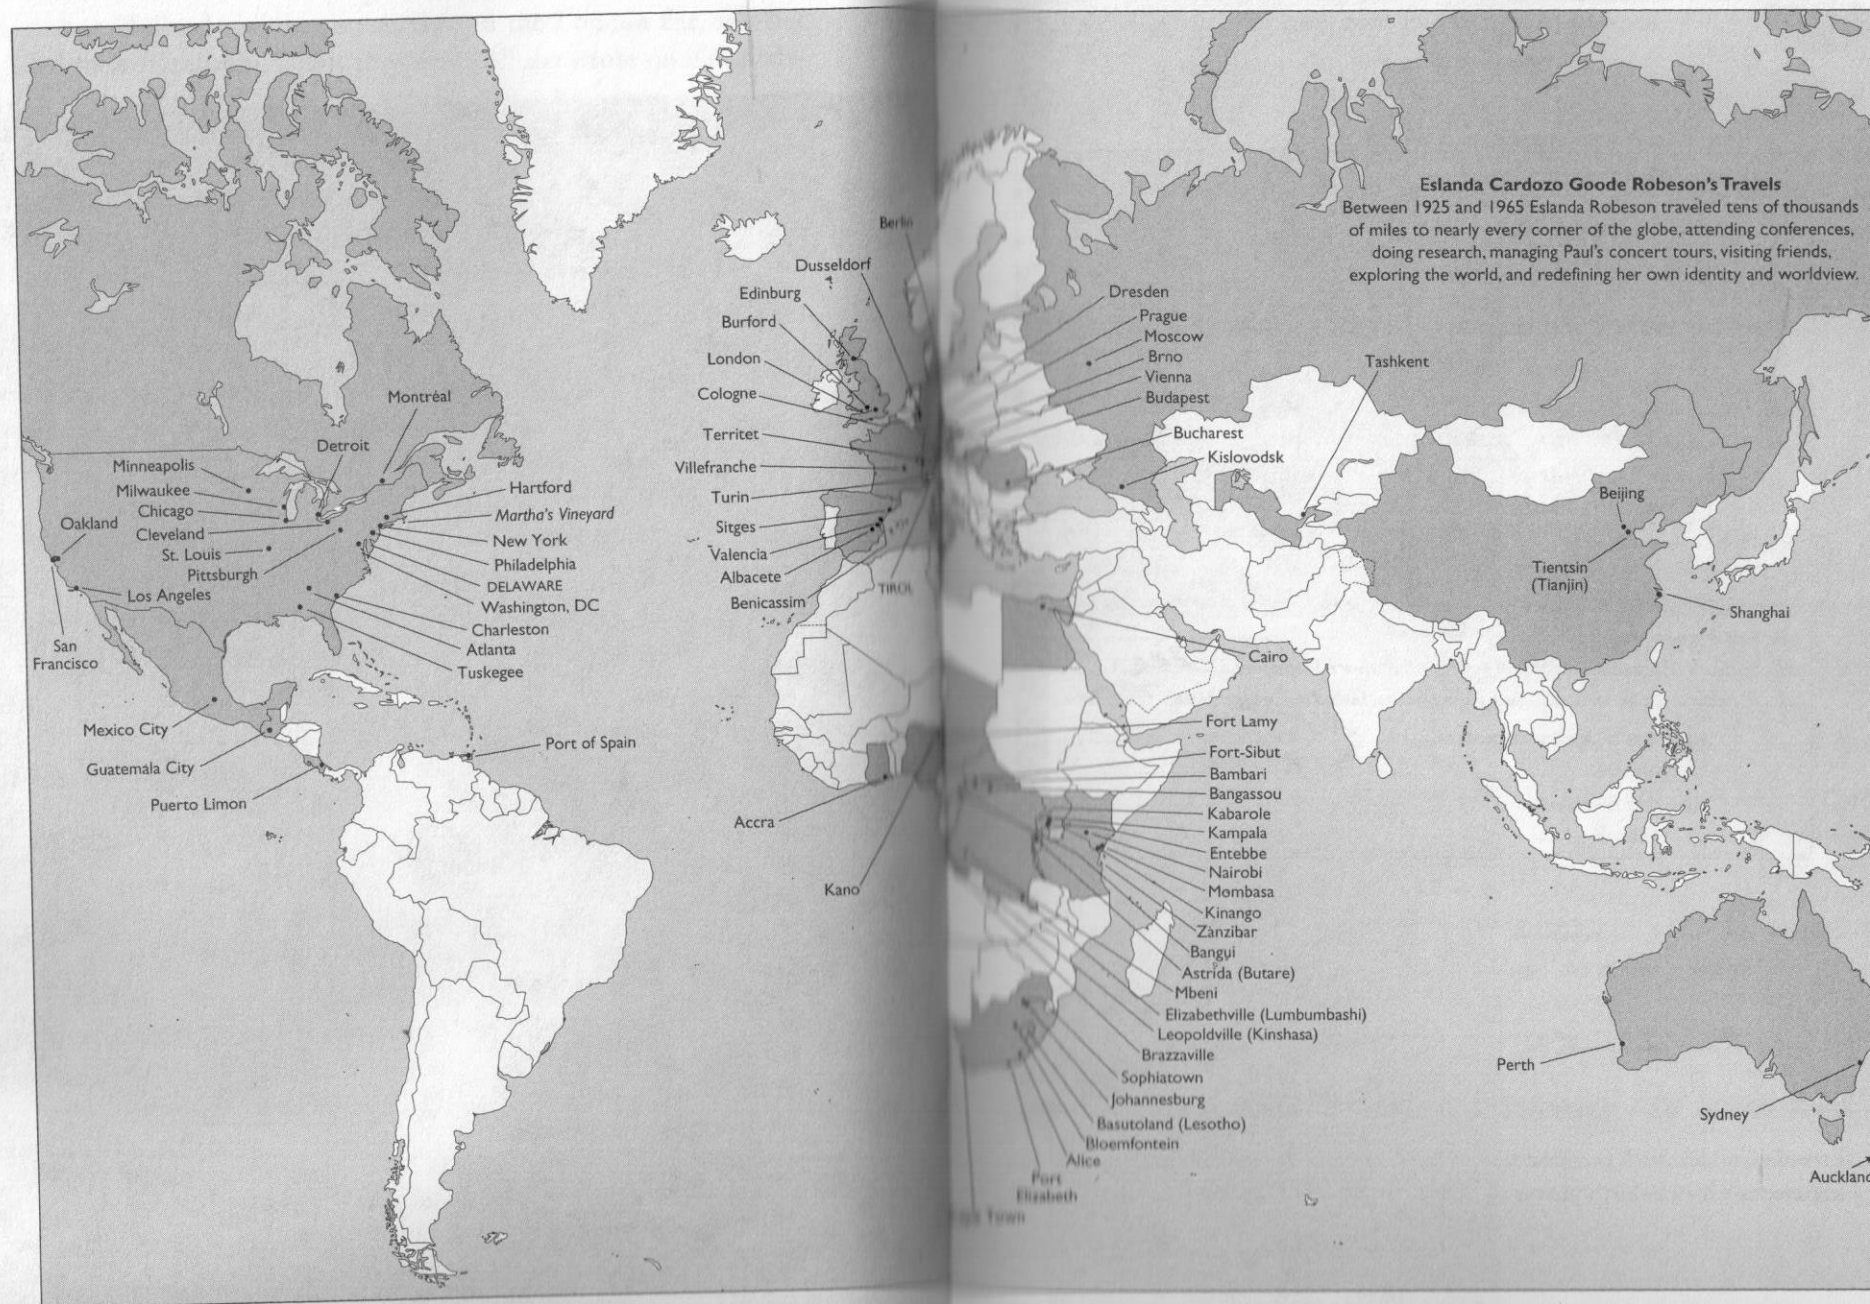 Eslanda Cardozo Goode Robeson's Travels
Between 1925 and 1965 Eslanda Robeson traveled tens of thousands
of miles to nearly every corner of the globe, attending conferences,
doing research, managing Paul's concert tours, visiting friends,
exploring the world, and redefining her own identity and worldview.
Montréal
Detroit
Minneapolis
Milwaukee
Chicago
Oakland
Cleveland
St. Louis
Pittsburgh
Los Angeles
San
Francisco
Hartford
Martha's Vineyard
New York
Philadelphia
DELAWARE
Washington, DC
Charleston
Atlanta
Tuskegee
Mexico City
Guatemala City
Puerto Limon
Port of Spain
Berlin
Dusseldorf
Edinburg
Burford
London
Cologne
Territet
Villefranche
Turin
Sitges
Valencia
Albacete
Benicassim
TIROL
Accra
Kano
Dresden
Prague
Moscow
Brno
Vienna
Budapest
Bucharest
Kislovodsk
Tashkent
Beijing
Tientsin
(Tianjin)
Shanghai
Cairo
Fort Lamy
Fort-Sibut
Bambari
Bangassou
Kabarole
Kampala
Entebbe
Nairobi
Mombasa
Kinango
Zanzibar
Bangui
Astrida (Butare)
Mbeni
Elizabethville (Lumbumbashi)
Leopoldville (Kinshasa)
Brazzaville
Sophiatown
Johannesburg
Basutoland (Lesotho)
Bloemfontein
Alice
Port
Elizabeth
Town
Perth
Sydney
Auckland